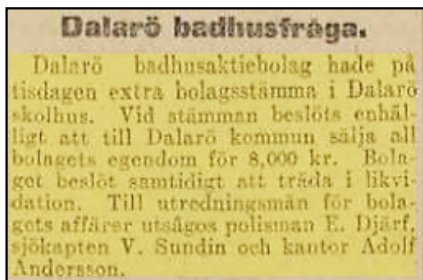 Dalarö badhusfråga.
Dalarö badhusaktiebolag hade på
tisdagen extra bolagsstämma i Dalarö
skolhus. Vid stämman beslöts enhäl-
ligt att till Dalarö kommun sälja all
bolagets egendom för 8,000 kr. Bola-
get beslöt samtidigt att träda i likvi-
dation. Till utredningsmän för bola-
gets affärer utsågos polisman E. Djärf,
sjökapten V. Sundin och kantor Adolf
Andersson.